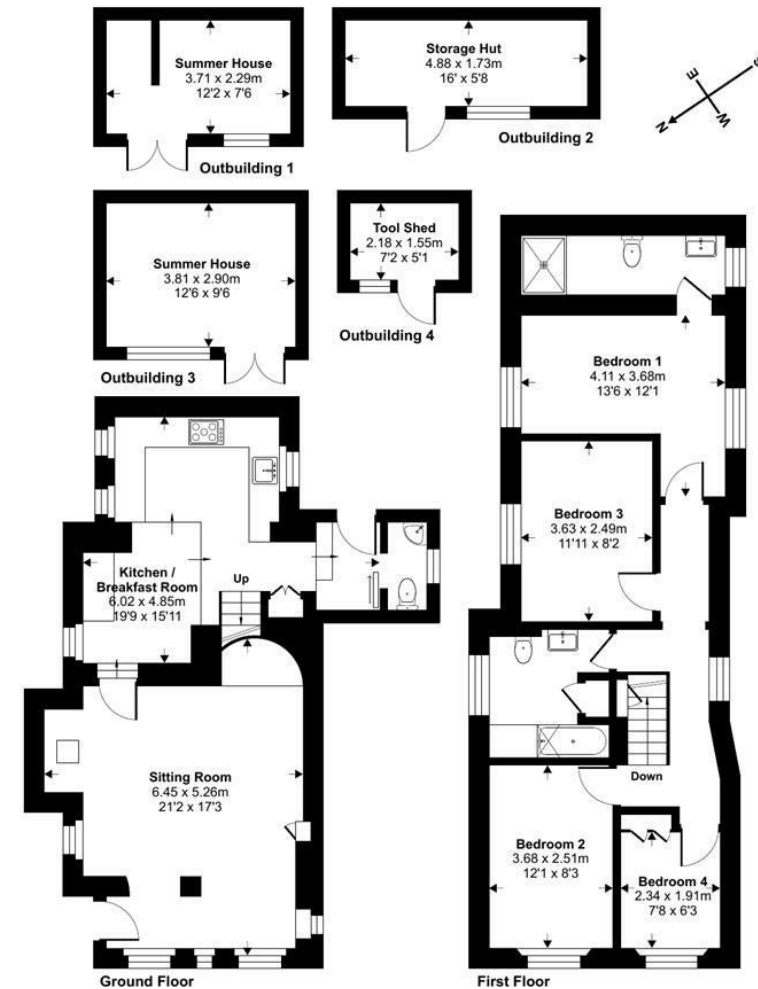 Summer House
3.71 x 2.29m
12'2 x 7'6
Outbuilding 1
Storage Hut
4.88 x 1.73m
16' x 5'8
Outbuilding 2
N
E
S
W
Summer House
3.81 x 2.90m
12'6 x 9'6
Outbuilding 3
Tool Shed
2.18 x 1.55m
7'2 x 5'1
Outbuilding 4
Kitchen /
Breakfast Room
6.02 x 4.85m
19'9 x 15'11
Up
Sitting Room
6.45 x 5.26m
21'2 x 17'3
Ground Floor
Bedroom 1
4.11 x 3.68m
13'6 x 12'1
Bedroom 3
3.63 x 2.49m
11'11 x 8'2
Down
Bedroom 2
3.68 x 2.51m
12'1 x 8'3
Bedroom 4
2.34 x 1.91m
7'8 x 6'3
First Floor